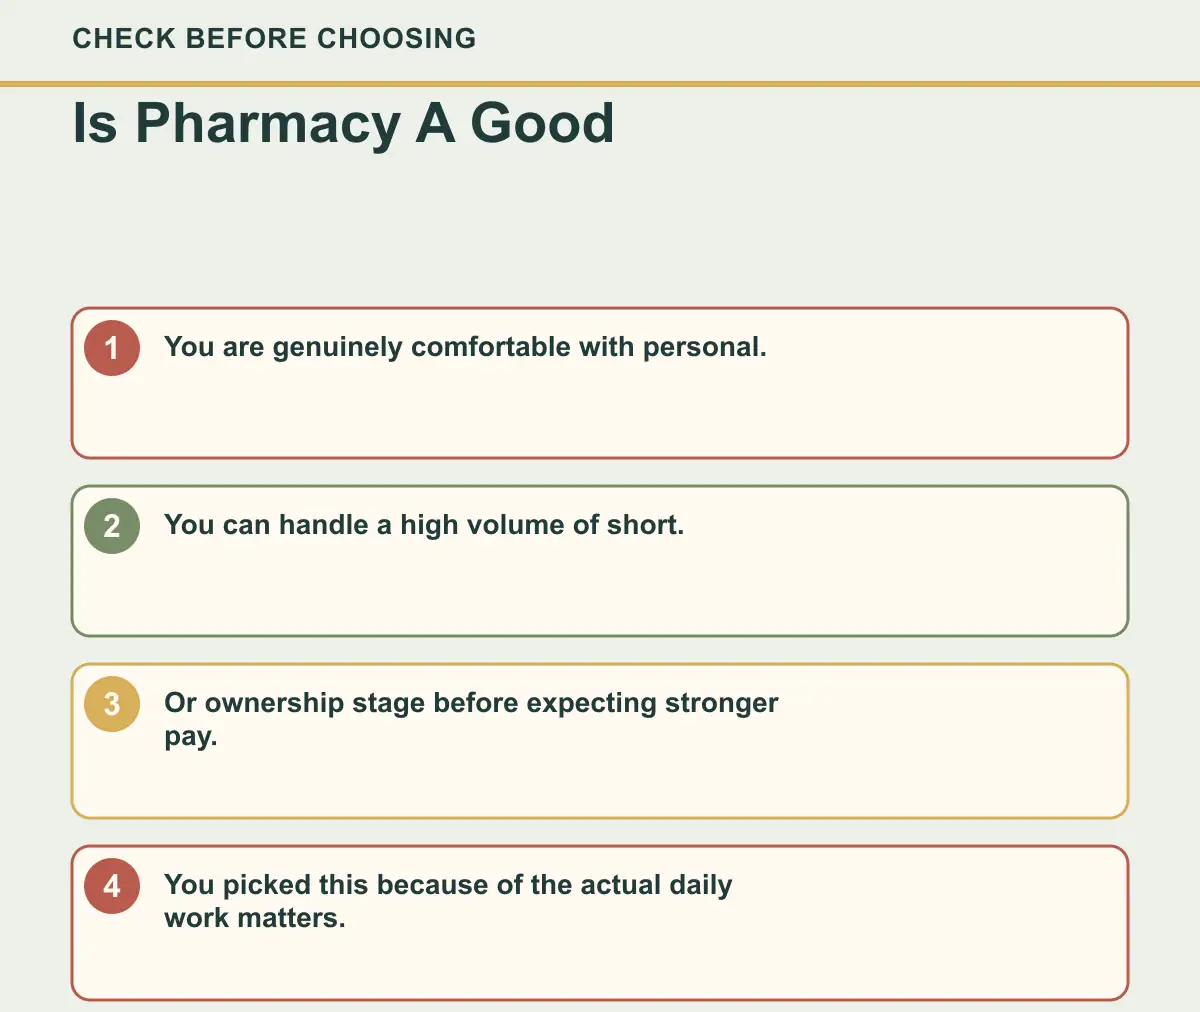 CHECK BEFORE CHOOSING
Is Pharmacy A Good
1
You are genuinely comfortable with personal.
2
You can handle a high volume of short.
3
Or ownership stage before expecting stronger
pay.
4
You picked this because of the actual daily
work matters.